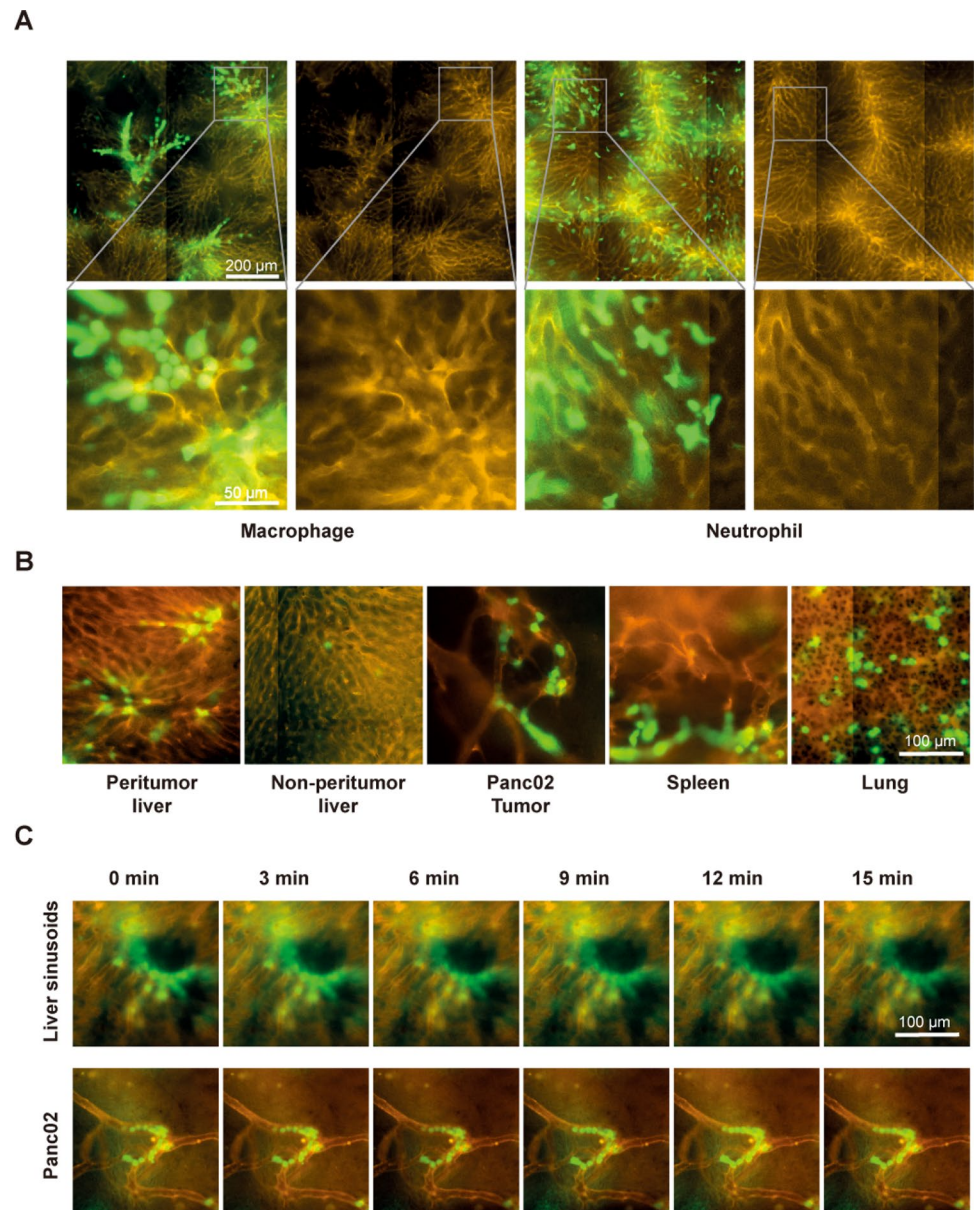 A
200 µm
50 µm
Macrophage
Neutrophil
B
100 µm
Peritumor
liver
Non-peritumor
liver
Panc02
Tumor
Spleen
Lung
C
0 min
3 min
6 min
9 min
12 min
15 min
Liver sinusoids
100 µm
Panc02